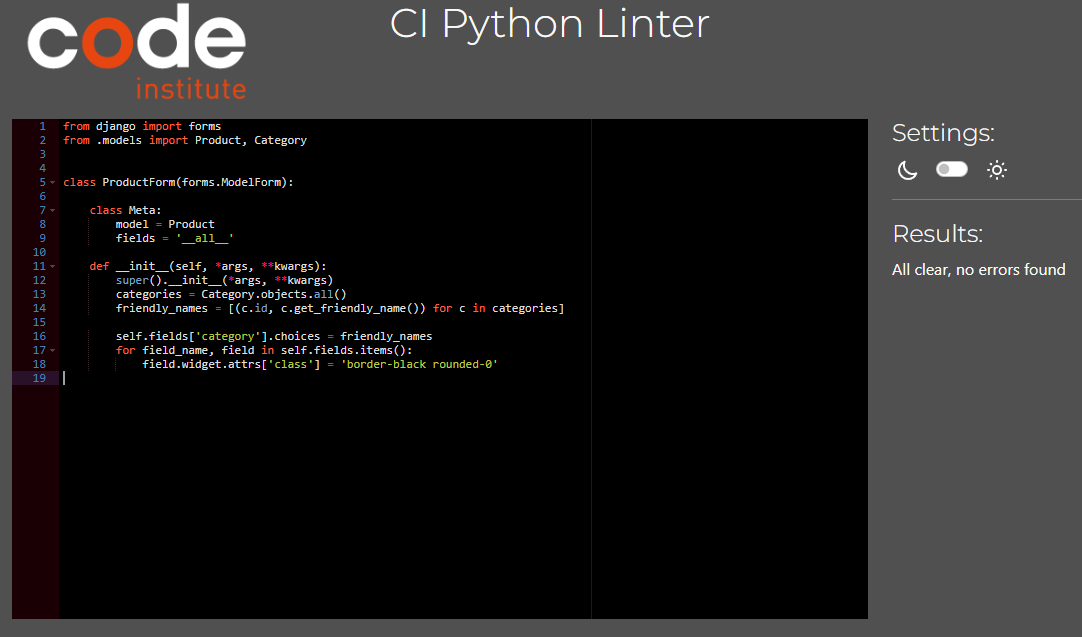 code
institute
CI Python Linter
1 from django import forms
2 from .models import Product, Category
3
4
5 class ProductForm(forms.ModelForm):
6
7     class Meta:
8         model = Product
9         fields = '__all__'
10
11     def __init__(self, *args, **kwargs):
12         super().__init__(*args, **kwargs)
13         categories = Category.objects.all()
14         friendly_names = [(c.id, c.get_friendly_name()) for c in categories]
15
16         self.fields['category'].choices = friendly_names
17         for field_name, field in self.fields.items():
18             field.widget.attrs['class'] = 'border-black rounded-0'
19
Settings:
Results:
All clear, no errors found